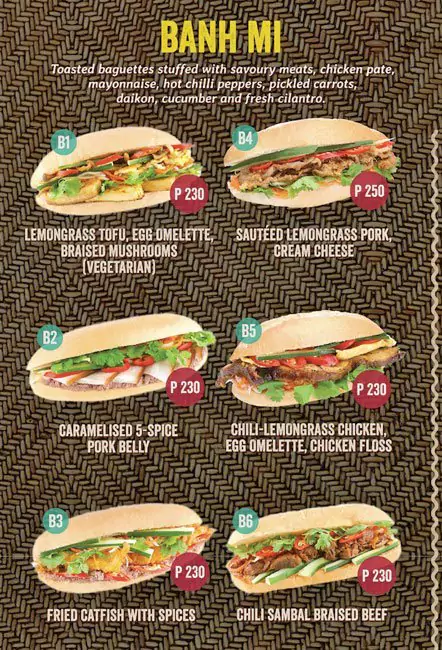 BANH MI
Toasted baguettes stuffed with savoury meats, chicken pate,
mayonnaise, hot chilli peppers, pickled carrots,
daikon, cucumber and fresh cilantro.
B1
P 230
LEMONGRASS TOFU, EGG OMELETTE,
BRAISED MUSHROOMS
(VEGETARIAN)
B4
P 250
SAUTÉED LEMONGRASS PORK,
CREAM CHEESE
B2
P 230
CARAMELISED 5-SPICE
PORK BELLY
B5
P 230
CHILI-LEMONGRASS CHICKEN,
EGG OMELETTE, CHICKEN FLOSS
B3
P 230
FRIED CATFISH WITH SPICES
B6
P 230
CHILI SAMBAL BRAISED BEEF